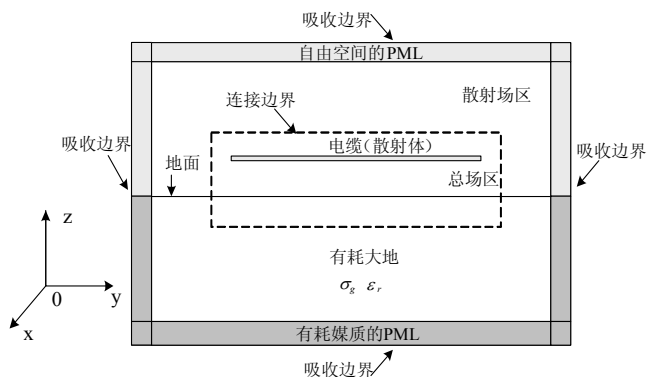 吸收边界
自由空间的PML
散射场区
连接边界
电缆（散射体）
吸收边界
地面
吸收边界
总场区
z
有耗大地
σg εr
0
y
x
有耗媒质的PML
吸收边界